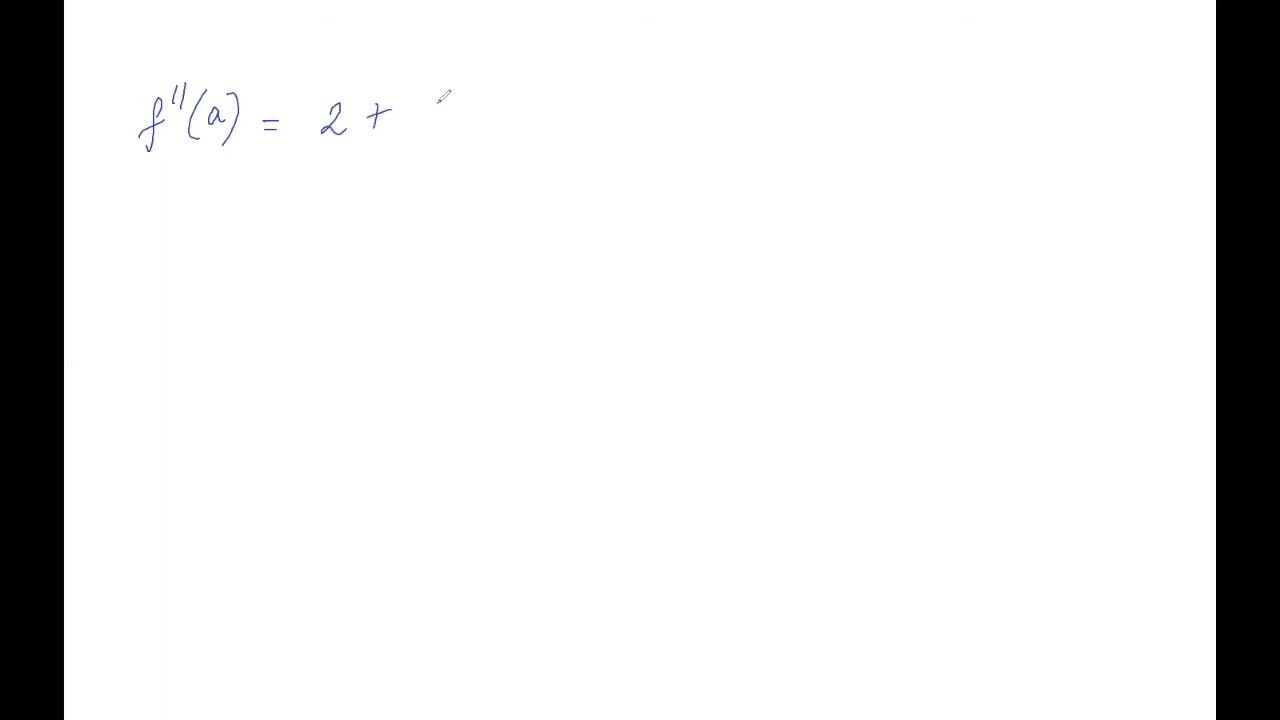 f''(a) = 2 +